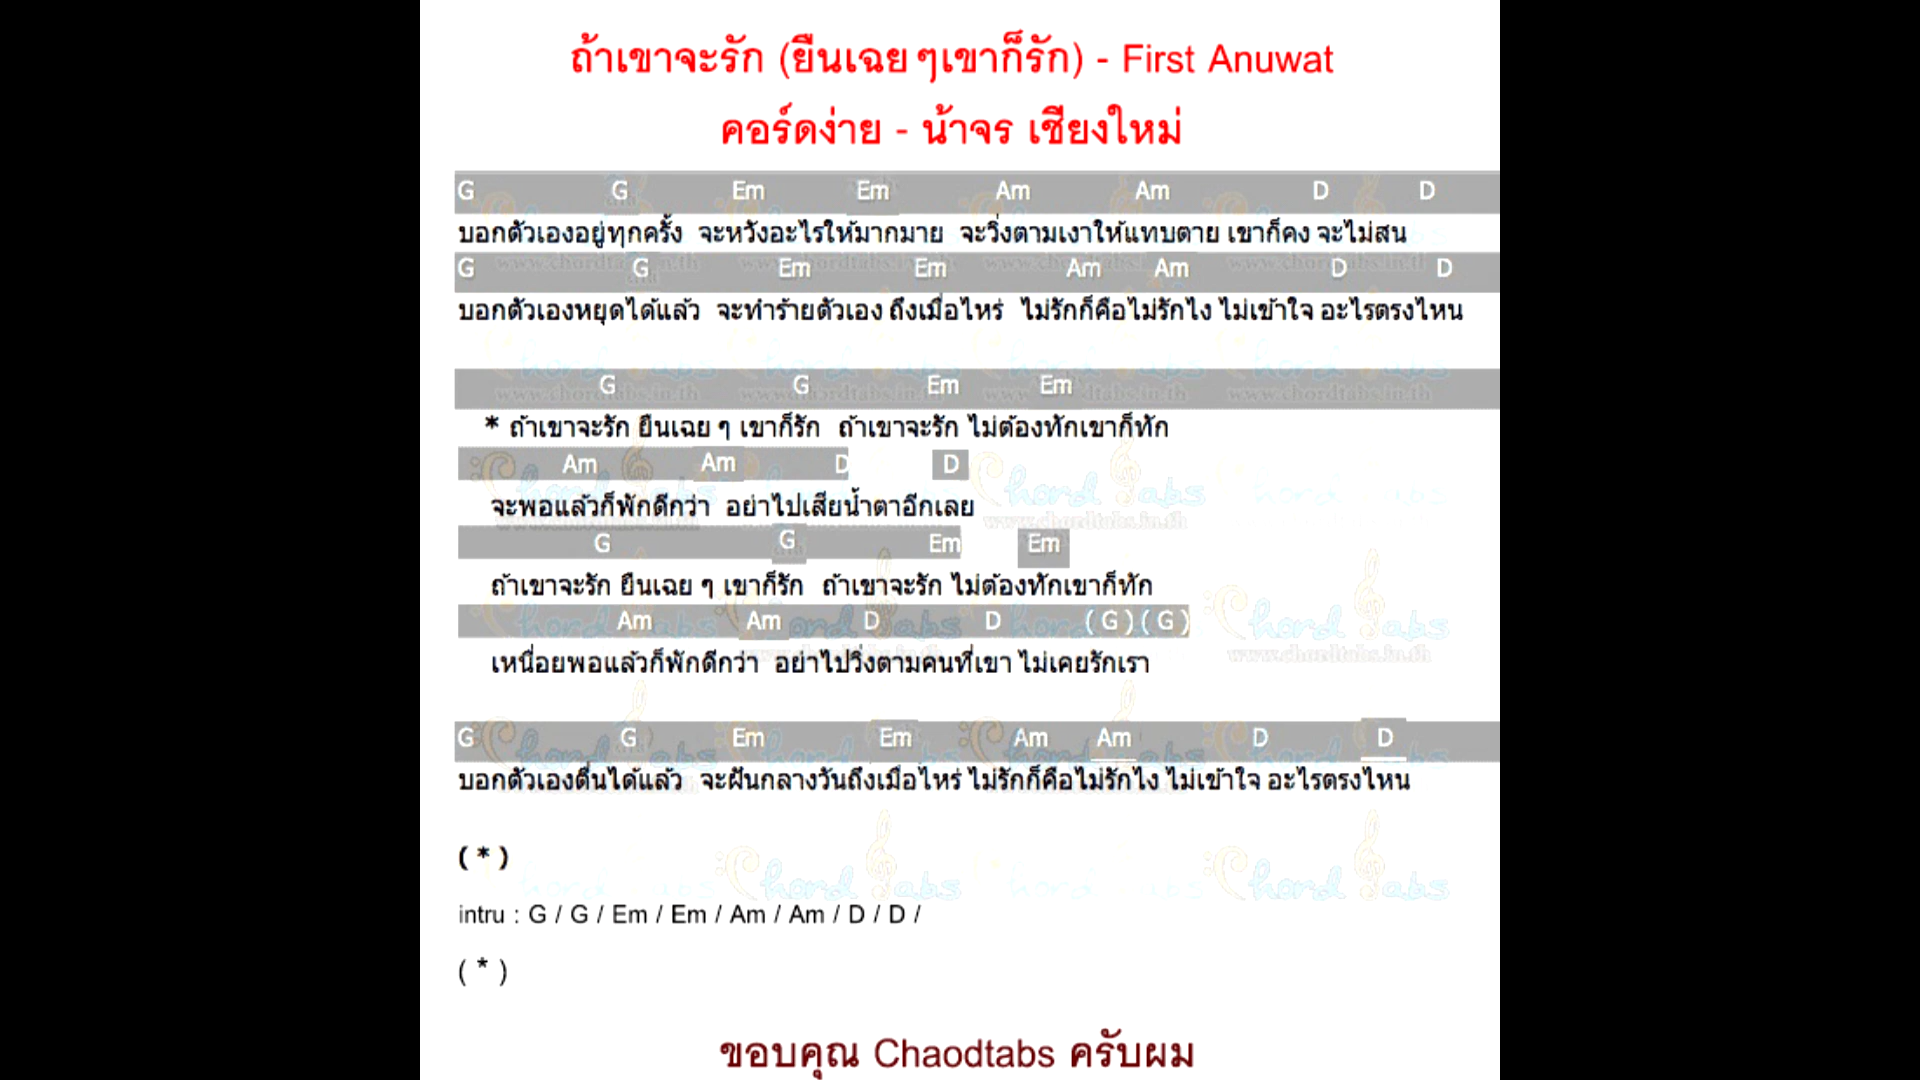 ถ้าเขาจะรัก (ยืนเฉย ๆเขาก็รัก) - First Anuwat
คอร์ดง่าย - น้าจร เชียงใหม่
G G Em Em Am Am D D
บอกตัวเองอยู่ทุกครั้ง จะหวังอะไรให้มากมาย จะวิ่งตามเงาให้แทบตาย เขาก็คง จะไม่สน
G G Em Em Am Am D D
บอกตัวเองหยุดได้แล้ว จะทำร้ายตัวเอง ถึงเมื่อไหร่ ไม่รักก็คือไม่รักไง ไม่เข้าใจ อะไรตรงไหน
G G Em Em
* ถ้าเขาจะรัก ยืนเฉย ๆ เขาก็รัก ถ้าเขาจะรัก ไม่ต้องทักเขาก็ทัก
Am Am D D
จะพอแล้วก็พักดีกว่า อย่าไปเสียน้ำตาอีกเลย
G G Em Em
ถ้าเขาจะรัก ยืนเฉย ๆ เขาก็รัก ถ้าเขาจะรัก ไม่ต้องทักเขาก็ทัก
Am Am D D ( G ) ( G )
เหนื่อยพอแล้วก็พักดีกว่า อย่าไปวิ่งตามคนที่เขา ไม่เคยรักเรา
G G Em Em Am Am D D
บอกตัวเองตื่นได้แล้ว จะฝันกลางวันถึงเมื่อไหร่ ไม่รักก็คือไม่รักไง ไม่เข้าใจ อะไรตรงไหน
( * )
intru : G / G / Em / Em / Am / Am / D / D /
( * )
ขอบคุณ Chaodtabs ครับผม